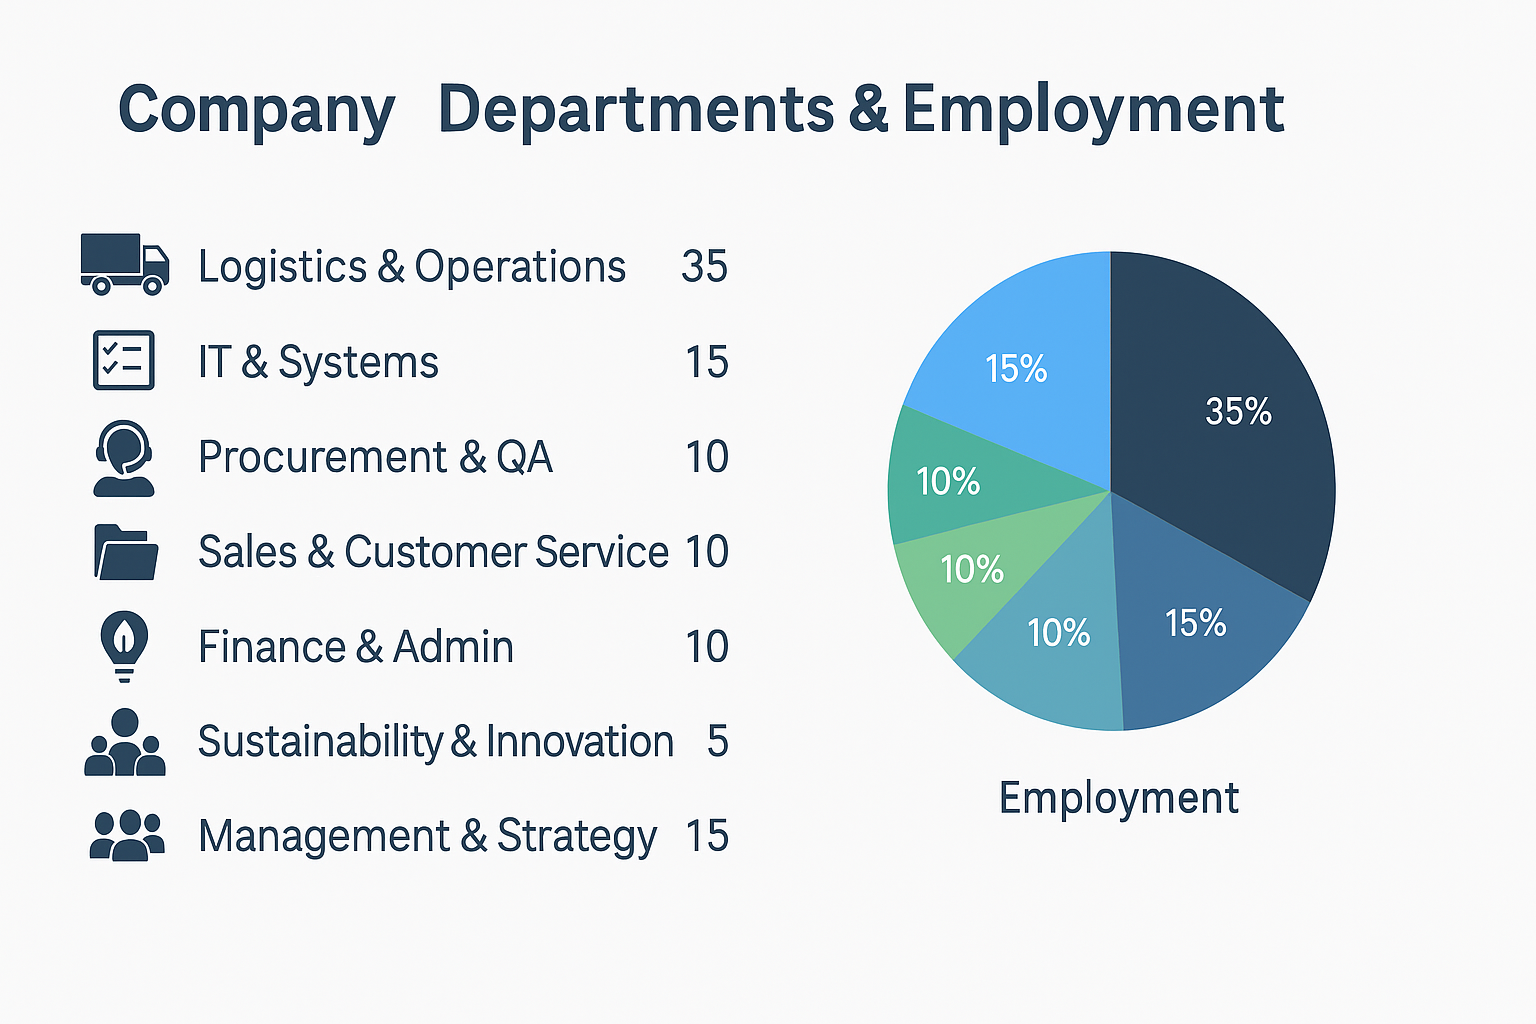 Company Departments & Employment
Logistics & Operations 35
IT & Systems 15
Procurement & QA 10
Sales & Customer Service 10
Finance & Admin 10
Sustainability & Innovation 5
Management & Strategy 15
15%
35%
10%
10%
10%
15%
Employment